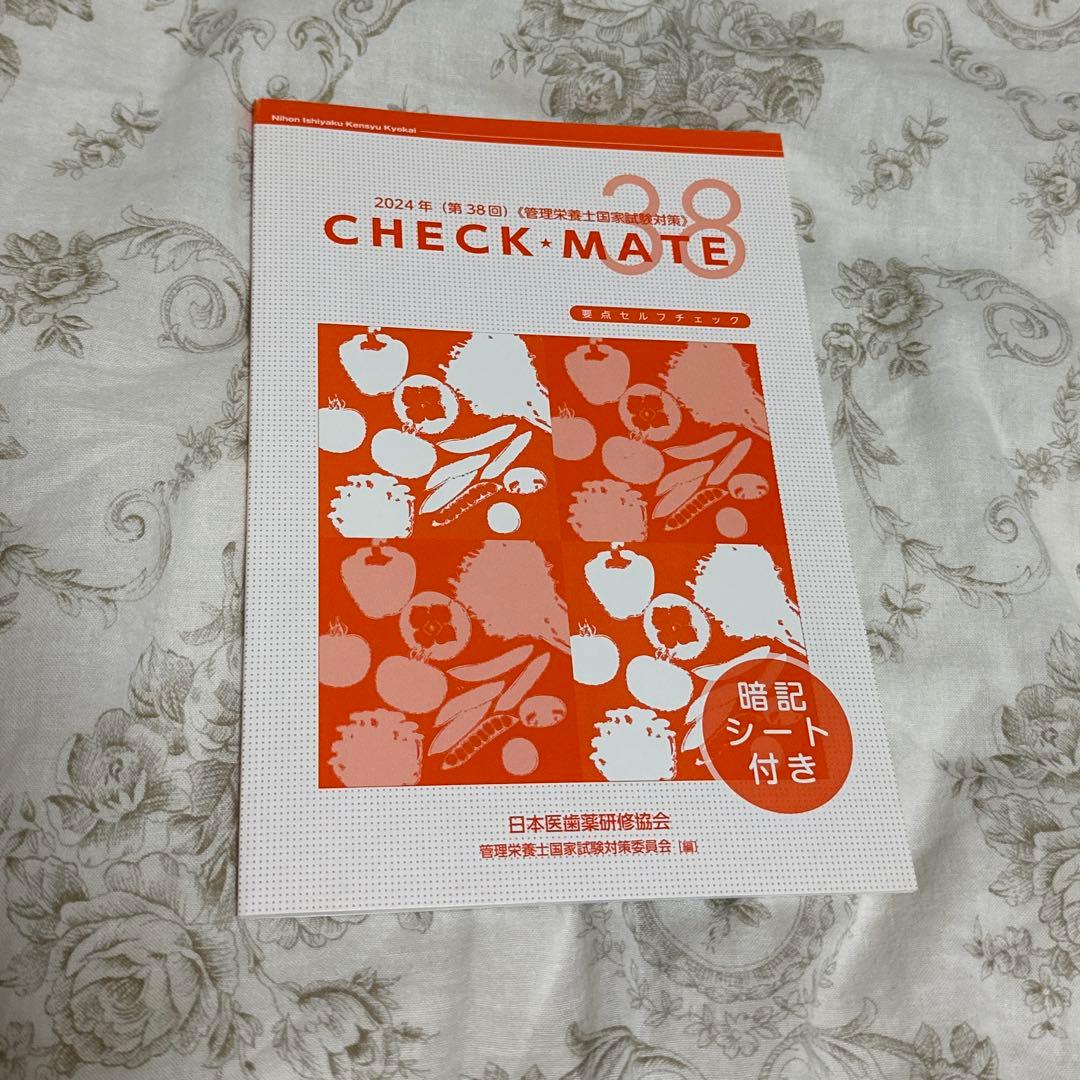 Nihon Ishiyaku Kensyu Kyokai
38
2024年(第38回)《管理栄養士国家試験対策》
CHECK★MATE
要点セルフチェック
暗記
シート
付き
日本医歯薬研修協会
管理栄養士国家試験対策委員会[編]